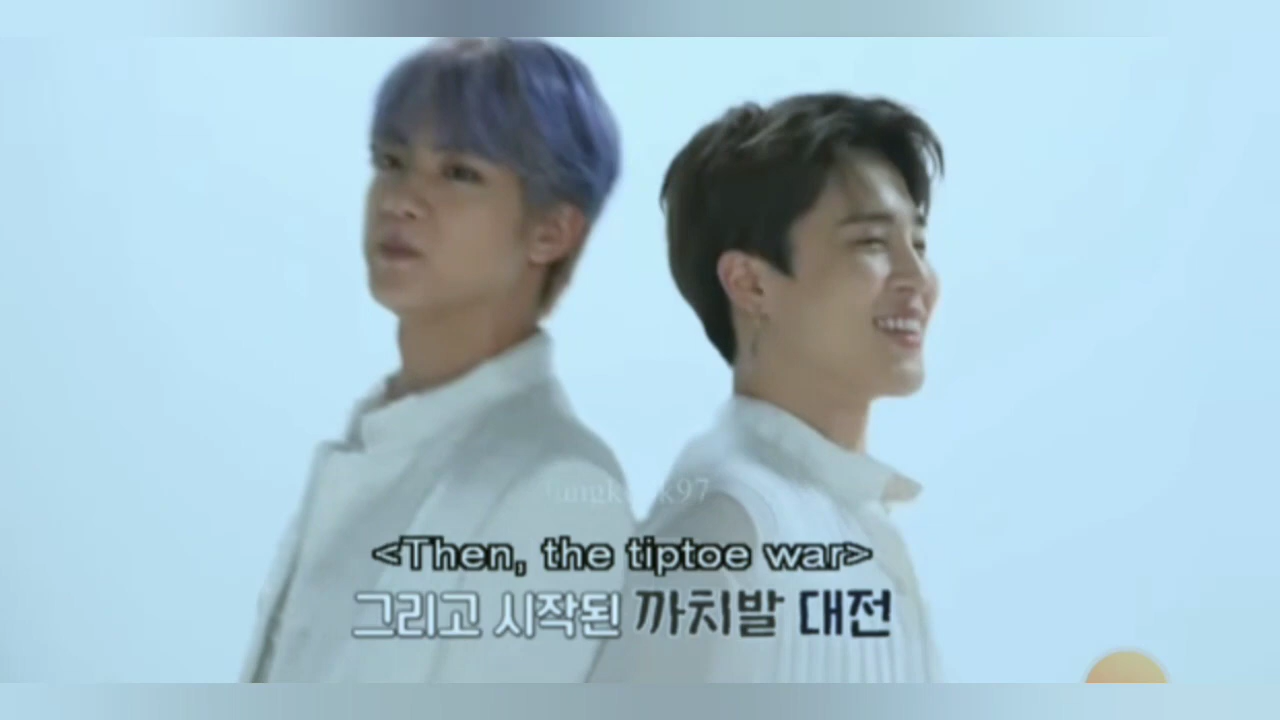 <Then, the tiptoe war>
그리고 시작된 까치발 대전